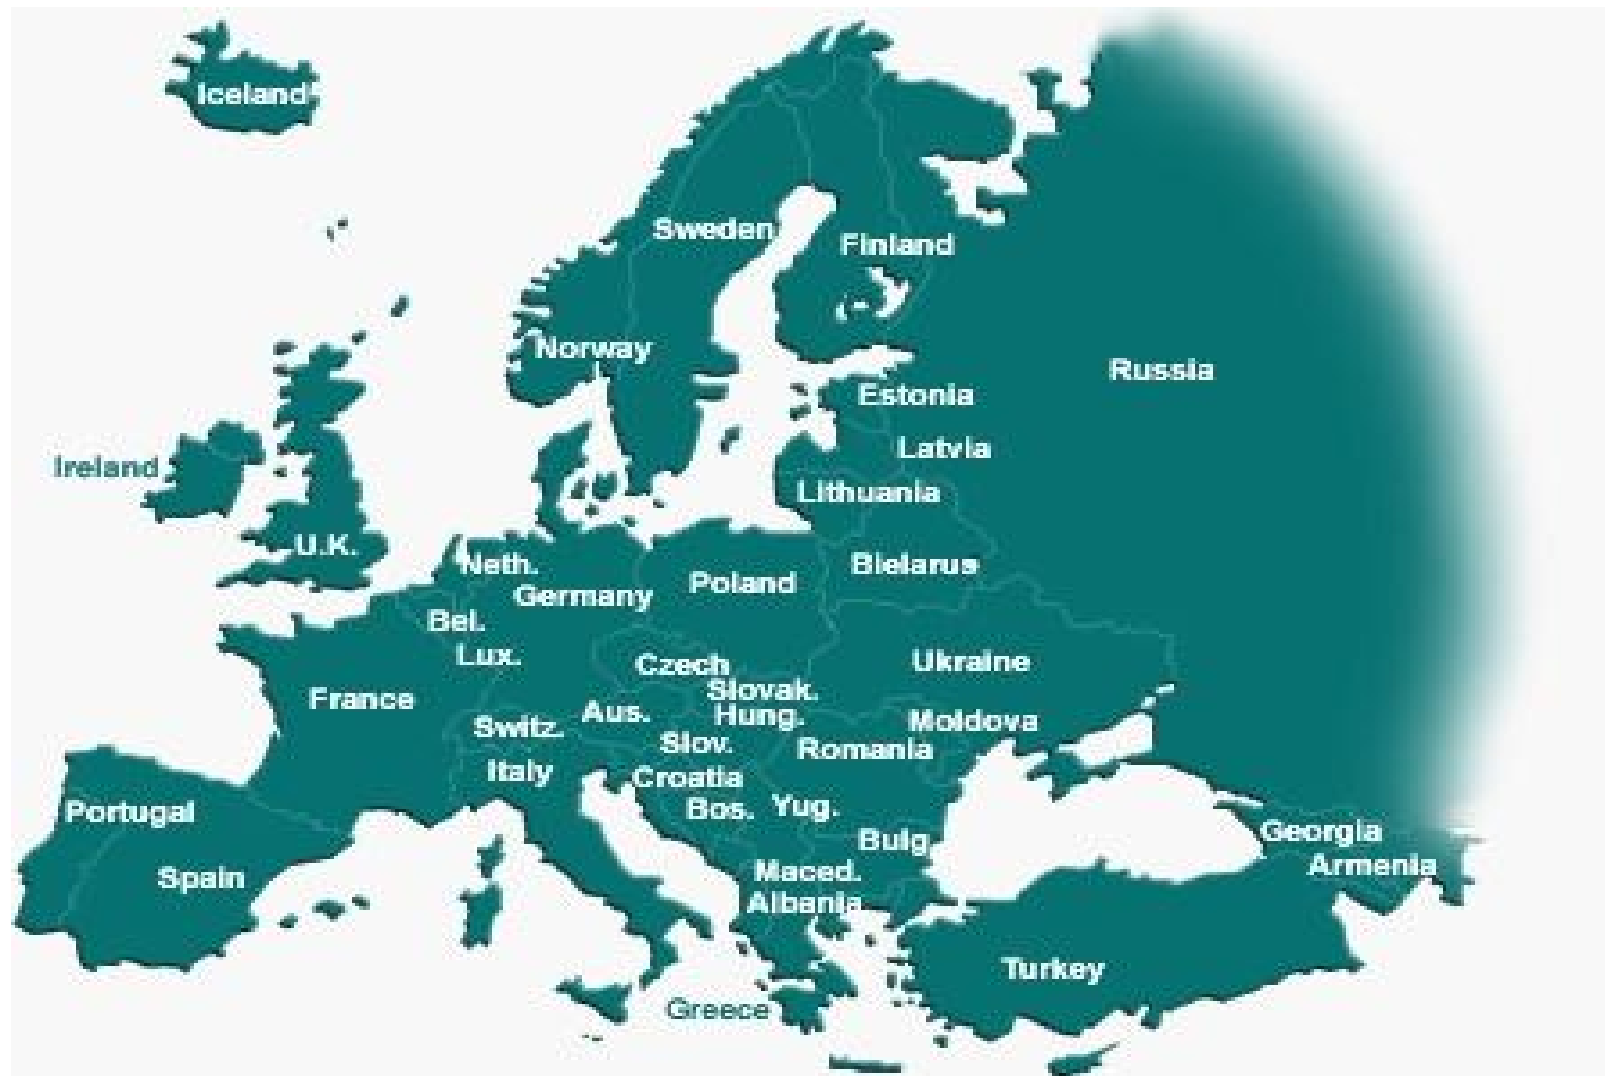 Iceland
Sweden
Finland
Norway
Russia
Estonia
Latvia
Ireland
Lithuania
U.K.
Neth.
Bielarus
Poland
Germany
Bel.
Lux.
Czech
Ukraine
Slovak.
France
Aus.
Hung.
Moldova
Switz.
Slov.
Romania
Italy
Croatia
Portugal
Bos.
Yug.
Georgia
Bulg
Armenia
Maced.
Spain
Albania
Turkey
Greece